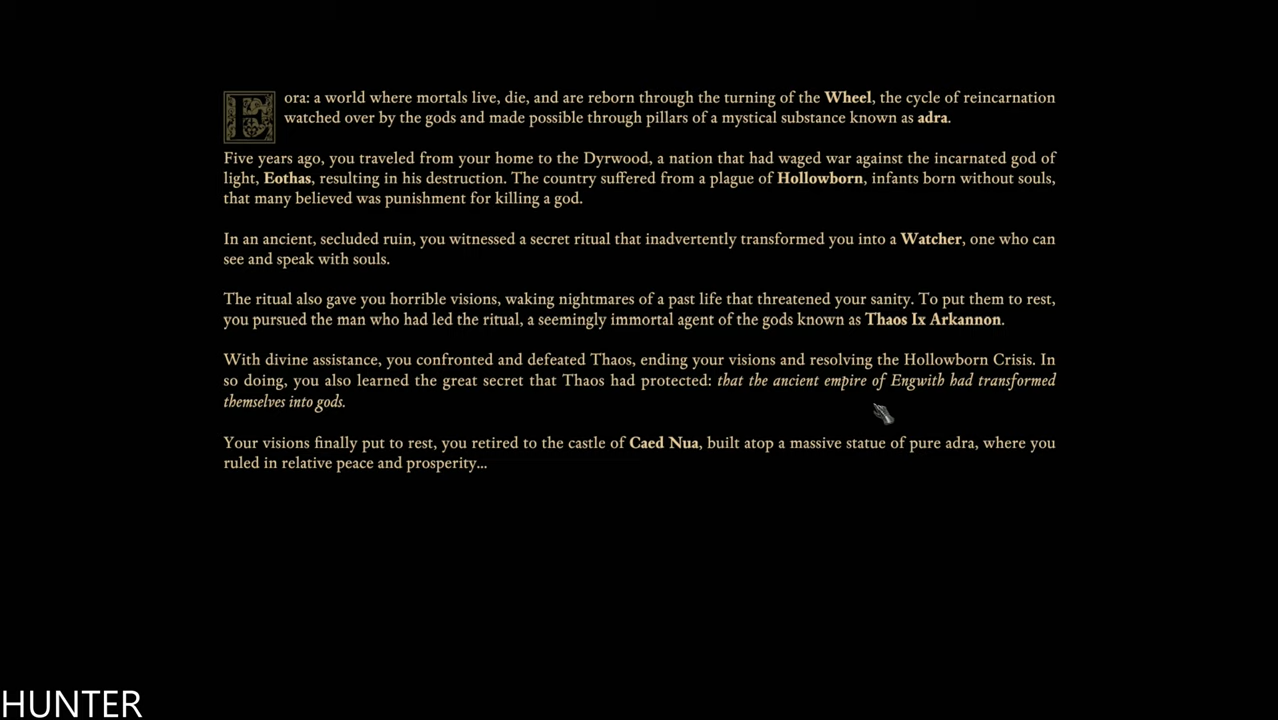 Eora: a world where mortals live, die, and are reborn through the turning of the Wheel, the cycle of reincarnation
watched over by the gods and made possible through pillars of a mystical substance known as adra.
Five years ago, you traveled from your home to the Dyrwood, a nation that had waged war against the incarnated god of
light, Eothas, resulting in his destruction. The country suffered from a plague of Hollowborn, infants born without souls,
that many believed was punishment for killing a god.
In an ancient, secluded ruin, you witnessed a secret ritual that inadvertently transformed you into a Watcher, one who can
see and speak with souls.
The ritual also gave you horrible visions, waking nightmares of a past life that threatened your sanity. To put them to rest,
you pursued the man who had led the ritual, a seemingly immortal agent of the gods known as Thaos Ix Arkannon.
With divine assistance, you confronted and defeated Thaos, ending your visions and resolving the Hollowborn Crisis. In
so doing, you also learned the great secret that Thaos had protected: that the ancient empire of Engwith had transformed
themselves into gods.
Your visions finally put to rest, you retired to the castle of Caed Nua, built atop a massive statue of pure adra, where you
ruled in relative peace and prosperity...
HUNTER